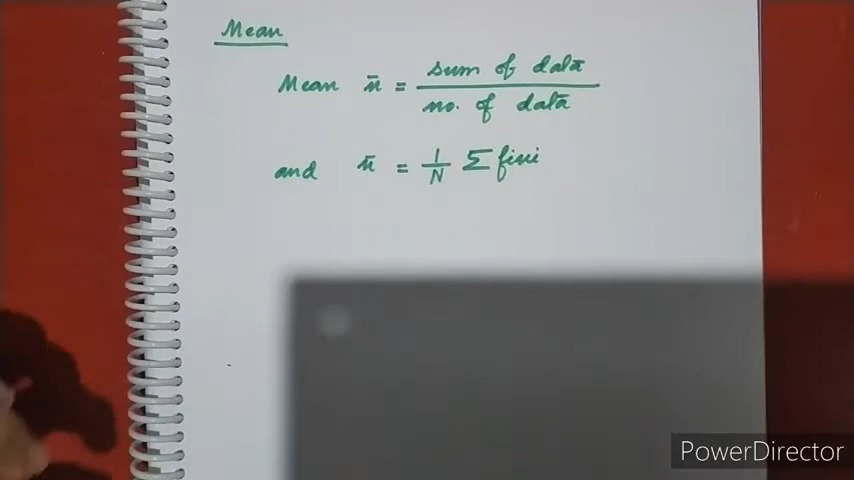 Mean
Mean x̄ = sum of data / no. of data
and x̄ = 1/N Σ fixi
PowerDirector